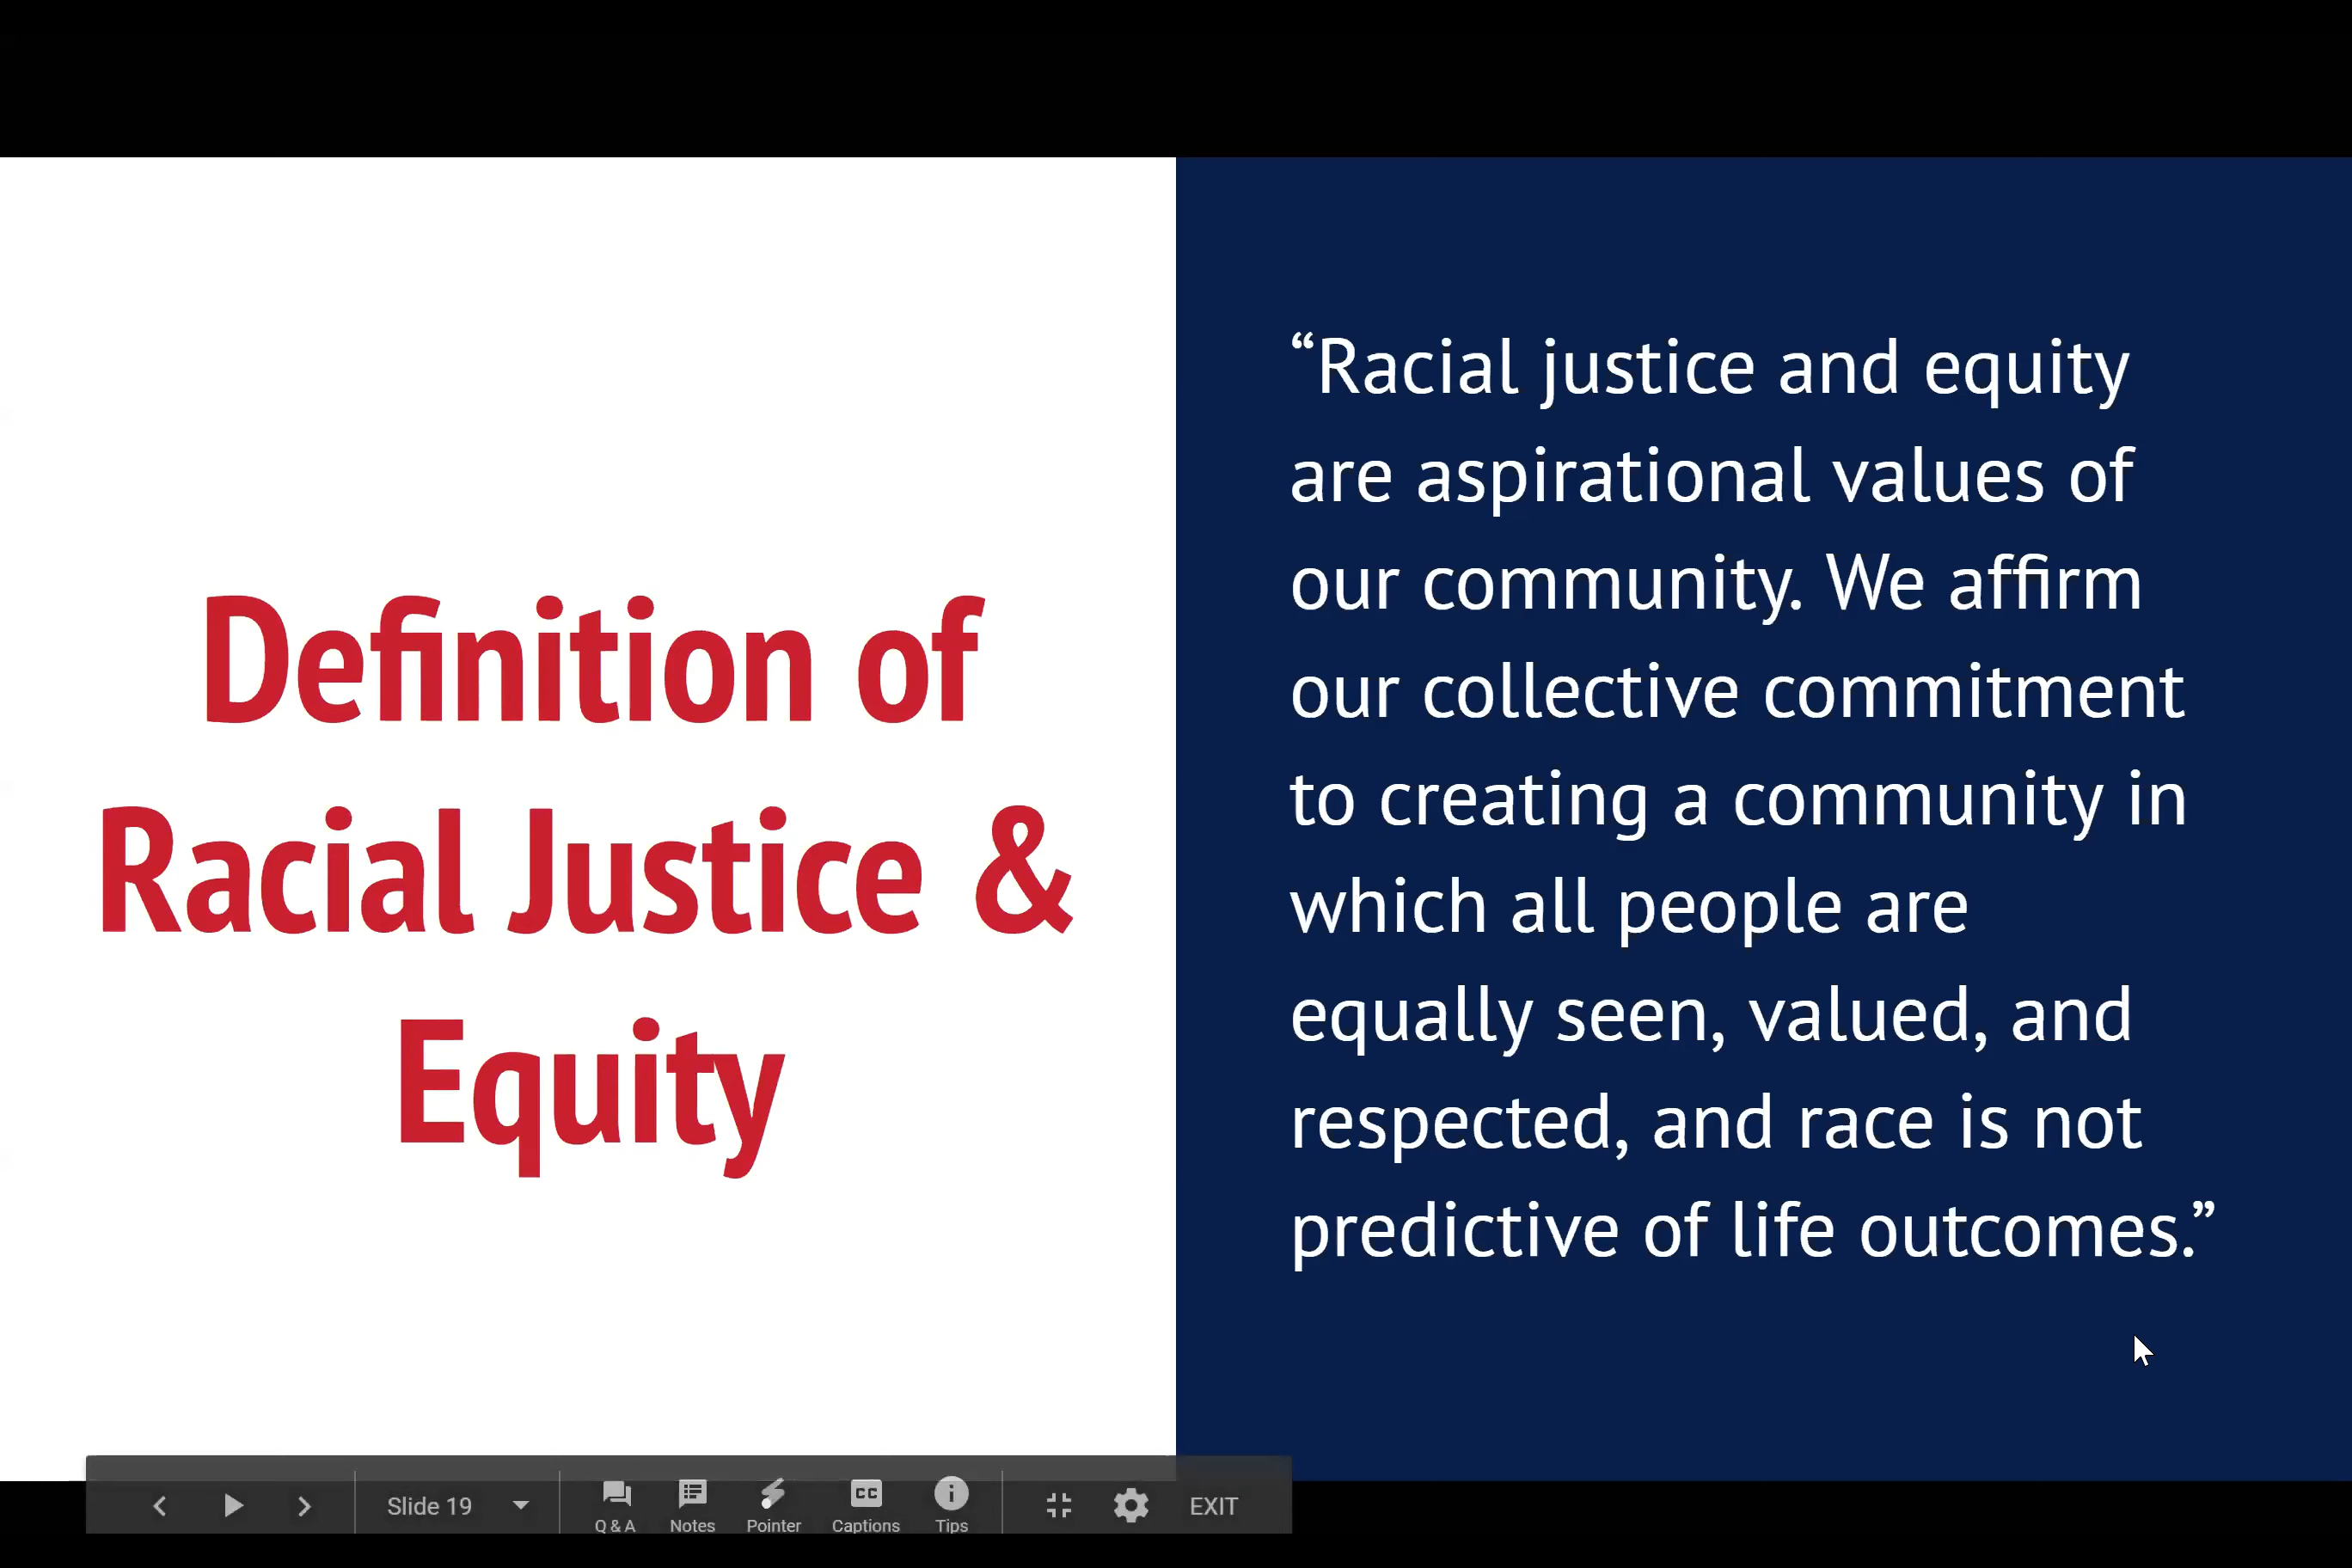 Definition of
Racial Justice &
Equity
“Racial justice and equity
are aspirational values of
our community. We affirm
our collective commitment
to creating a community in
which all people are
equally seen, valued, and
respected, and race is not
predictive of life outcomes.”
Slide 19
Q & A
Notes
Pointer
CC
Captions
Tips
EXIT